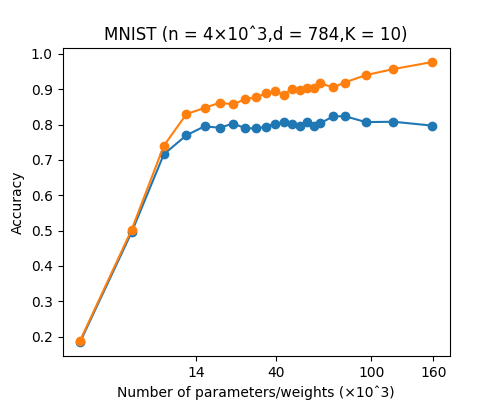 MNIST (n = 4×10ˆ3,d = 784,K = 10)
1.0
0.9
0.8
0.7
0.6
0.5
0.4
0.3
0.2
Accuracy
14 40 100 160
Number of parameters/weights (×10ˆ3)